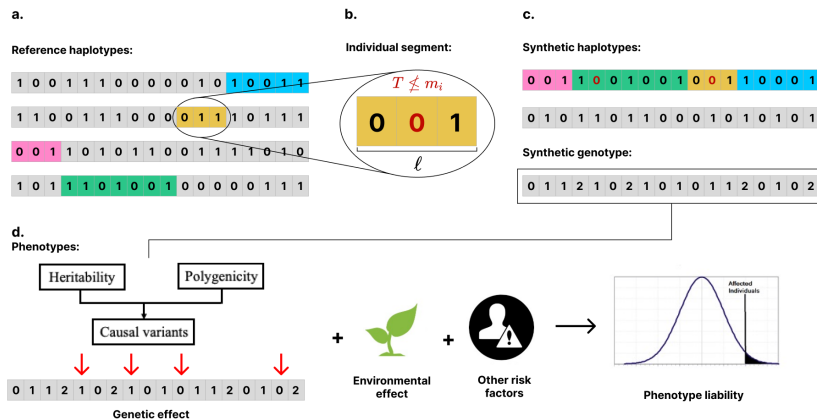 a.
Reference haplotypes:
1 0 0 1 1 1 0 0 0 0 0 1 0 1 0 0 1 1
1 1 0 0 1 1 1 0 0 0 0 1 1 1 0 1 1 1
0 0 1 1 0 1 0 1 1 0 0 1 1 1 1 0 1 0
1 0 1 1 1 0 1 0 0 1 0 0 0 0 0 1 1 1
b.
Individual segment:
T ≰ mᵢ
0 0 1
ℓ
c.
Synthetic haplotypes:
0 0 1 1 0 0 1 0 0 1 0 0 1 1 0 0 0 1
0 1 0 1 1 0 1 1 0 0 0 1 0 1 0 1 0 1
Synthetic genotype:
0 1 1 2 1 0 2 1 0 1 0 1 1 2 0 1 0 2
d.
Phenotypes:
Heritability
Polygenicity
Causal variants
0 1 1 2 1 0 2 1 0 1 0 1 1 2 0 1 0 2
Genetic effect
+
Environmental
effect
+
Other risk
factors
Affected
Individuals
Phenotype liability